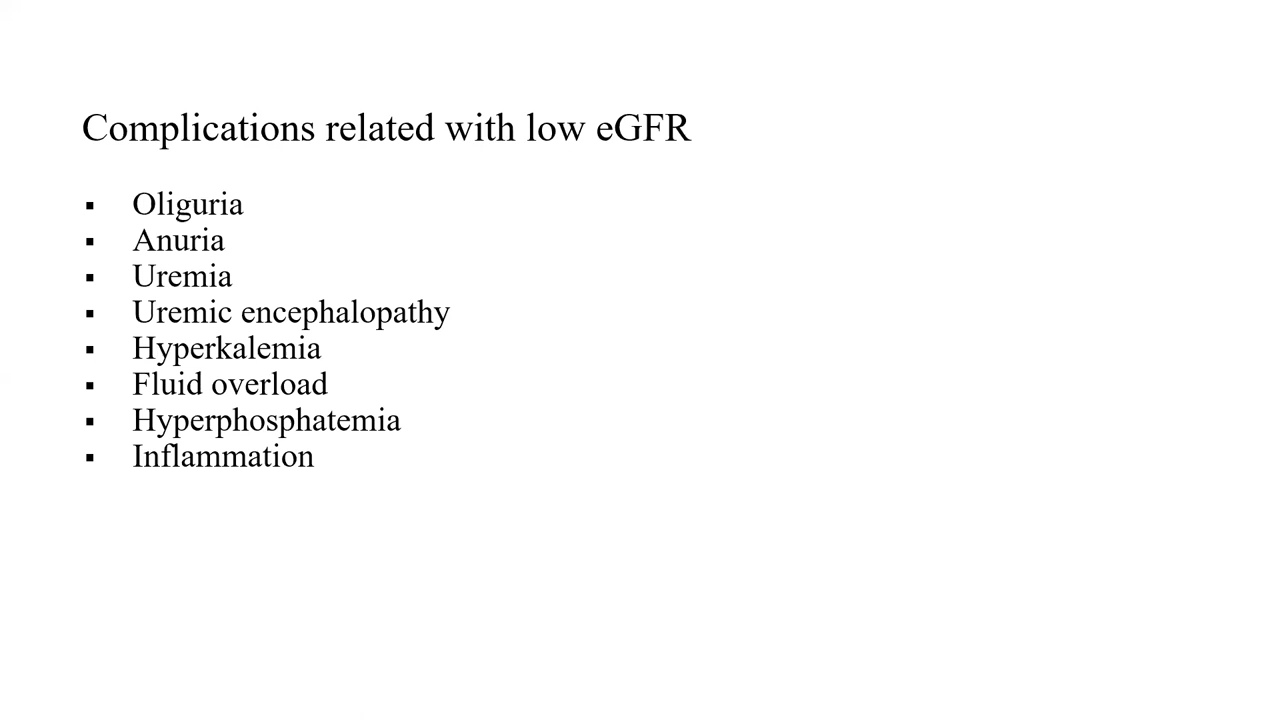 Complications related with low eGFR
▪ Oliguria
▪ Anuria
▪ Uremia
▪ Uremic encephalopathy
▪ Hyperkalemia
▪ Fluid overload
▪ Hyperphosphatemia
▪ Inflammation